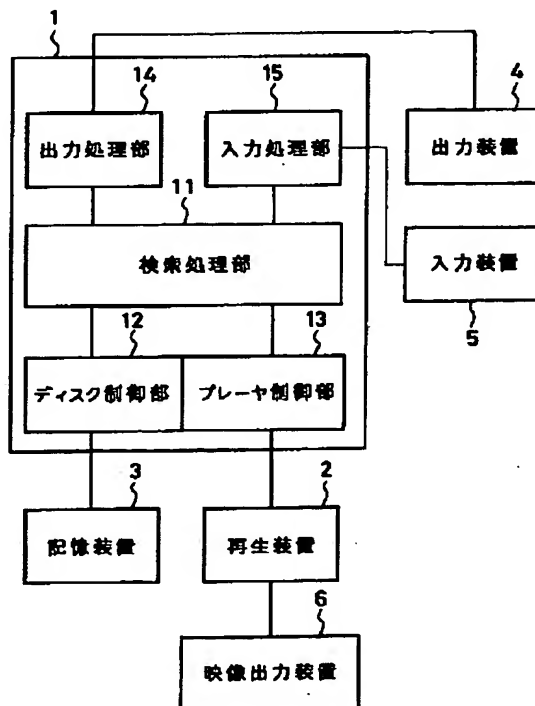 1
14
15
4
出力処理部
入力処理部
出力装置
11
検索処理部
入力装置
5
12
13
ディスク制御部
プレーヤ制御部
3
2
記憶装置
再生装置
6
映像出力装置